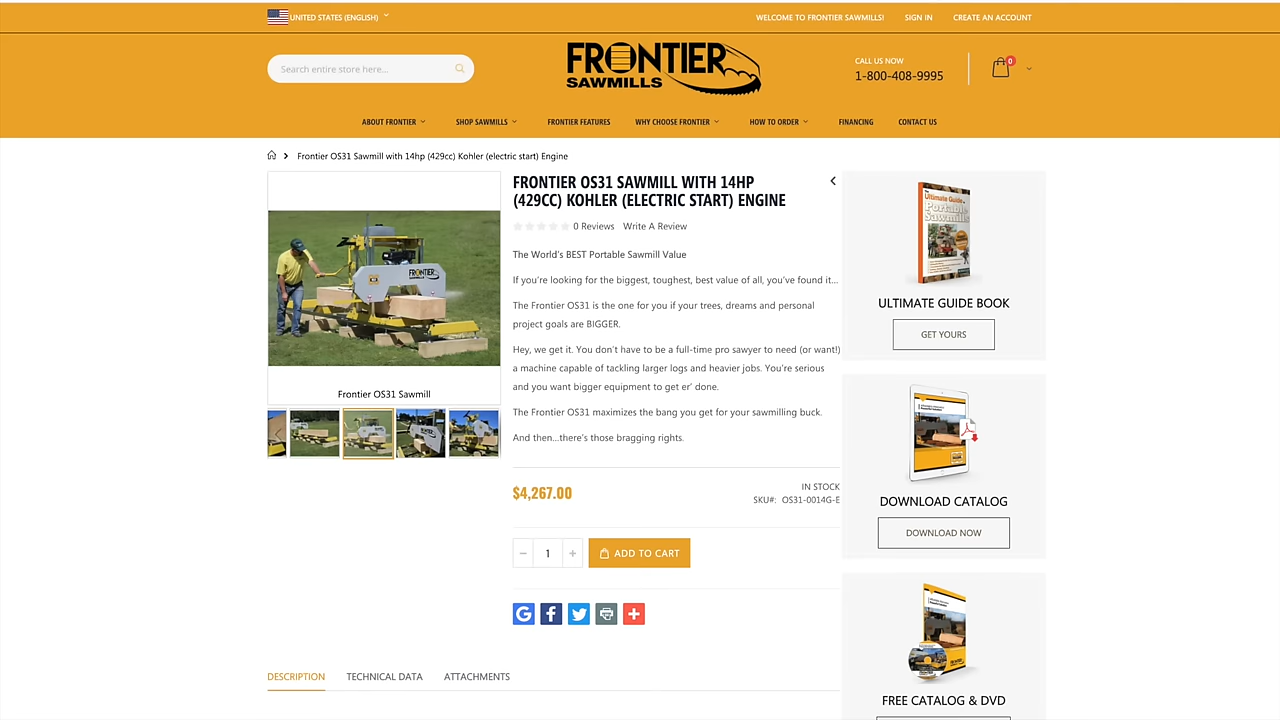 UNITED STATES (ENGLISH)
WELCOME TO FRONTIER SAWMILLS!
SIGN IN
CREATE AN ACCOUNT
Search entire store here...
FRONTIER
SAWMILLS
CALL US NOW
1-800-408-9995
0
ABOUT FRONTIER
SHOP SAWMILLS
FRONTIER FEATURES
WHY CHOOSE FRONTIER
HOW TO ORDER
FINANCING
CONTACT US
Frontier OS31 Sawmill with 14hp (429cc) Kohler (electric start) Engine
FRONTIER
Frontier OS31 Sawmill
FRONTIER OS31 SAWMILL WITH 14HP
(429CC) KOHLER (ELECTRIC START) ENGINE
0 Reviews
Write A Review
The World's BEST Portable Sawmill Value
If you're looking for the biggest, toughest, best value of all, you've found it...
The Frontier OS31 is the one for you if your trees, dreams and personal
project goals are BIGGER.
Hey, we get it. You don't have to be a full-time pro sawyer to need (or want!)
a machine capable of tackling larger logs and heavier jobs. You're serious
and you want bigger equipment to get er' done.
The Frontier OS31 maximizes the bang you get for your sawmilling buck.
And then...there's those bragging rights.
$4,267.00
IN STOCK
SKU#: OS31-0014G-E
1
ADD TO CART
DESCRIPTION
TECHNICAL DATA
ATTACHMENTS
The
Ultimate Guide
Portable
Sawmills
ULTIMATE GUIDE BOOK
GET YOURS
DOWNLOAD CATALOG
DOWNLOAD NOW
FREE CATALOG & DVD